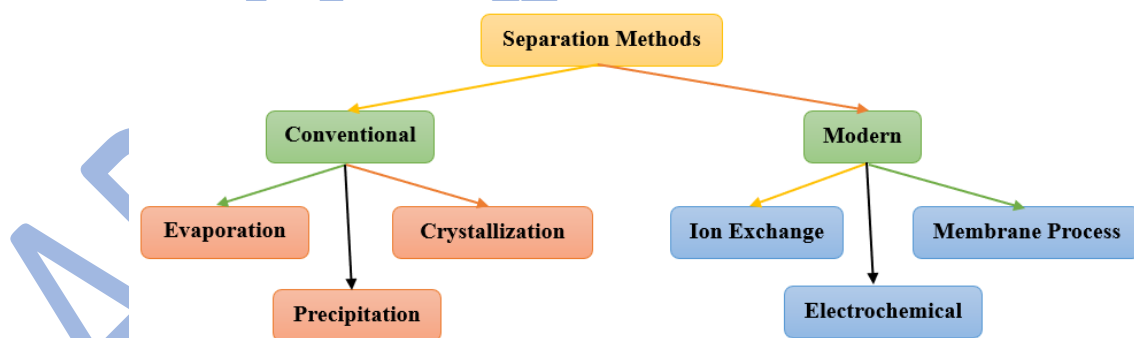 Separation Methods
Conventional
Modern
Evaporation
Crystallization
Ion Exchange
Membrane Process
Precipitation
Electrochemical